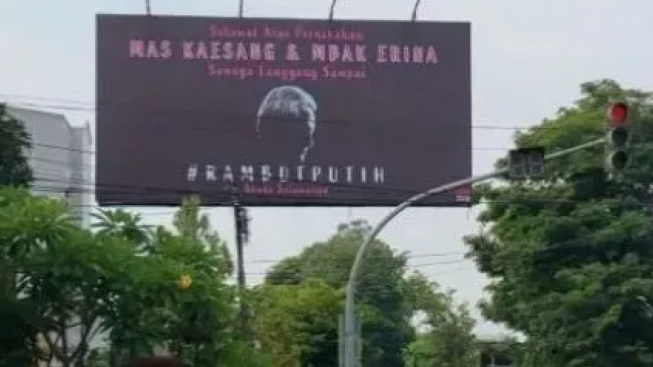 Selamat Atas Pernikahan
MAS KAESANG & MBAK ERINA
Semoga Langgeng Sampai
#RAMBUTPUTIH